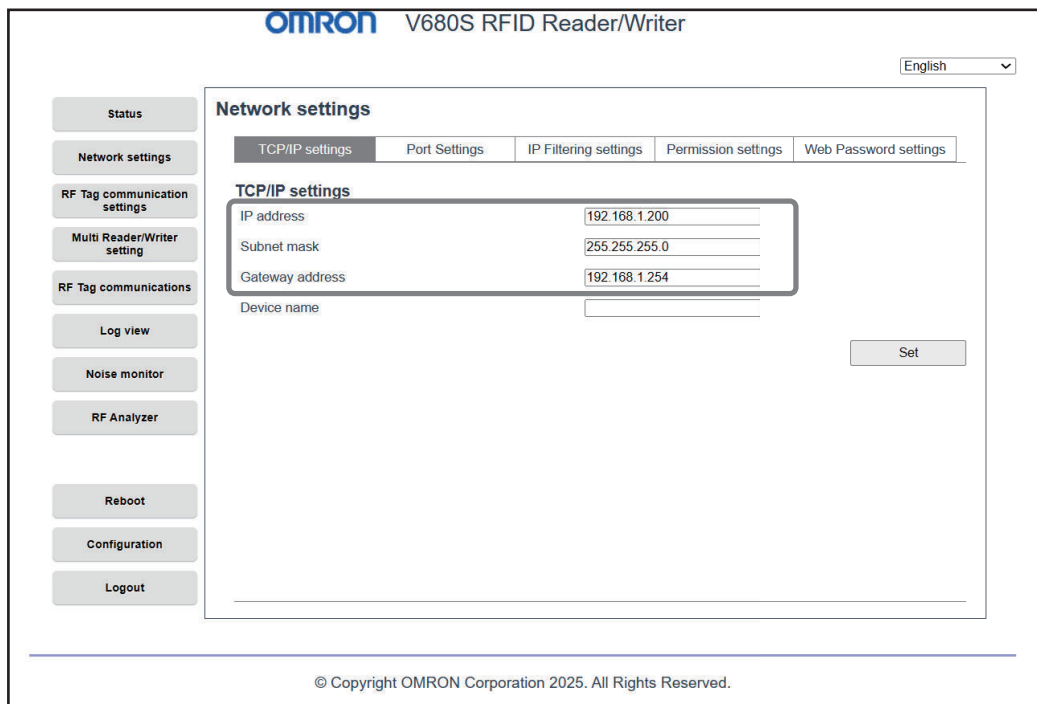 OMRON V680S RFID Reader/Writer
English
Status
Network settings
RF Tag communication
settings
Multi Reader/Writer
setting
RF Tag communications
Log view
Noise monitor
RF Analyzer
Reboot
Configuration
Logout
Network settings
TCP/IP settings Port Settings IP Filtering settings Permission settings Web Password settings
TCP/IP settings
IP address 192.168.1.200
Subnet mask 255.255.255.0
Gateway address 192.168.1.254
Device name
Set
© Copyright OMRON Corporation 2025. All Rights Reserved.